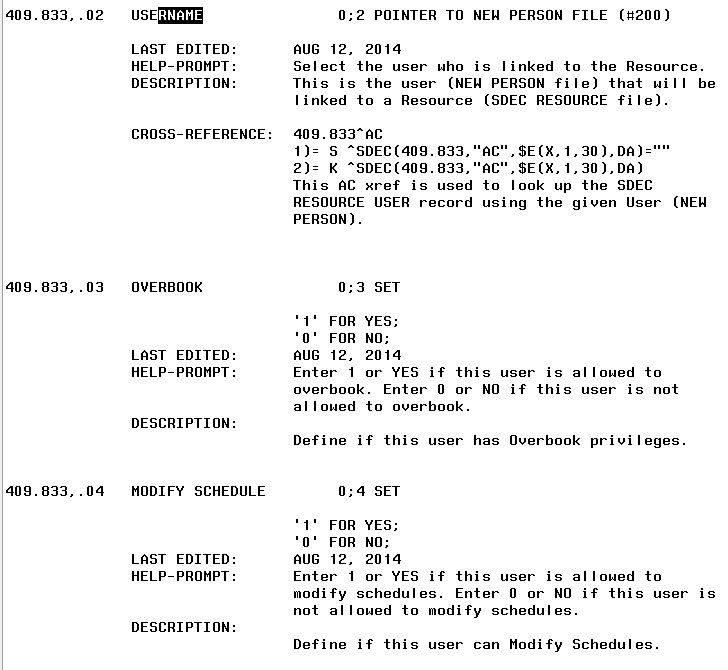 409.833,.02 USERNAME 0;2 POINTER TO NEW PERSON FILE (#200)
LAST EDITED: AUG 12, 2014
HELP-PROMPT: Select the user who is linked to the Resource.
DESCRIPTION: This is the user (NEW PERSON file) that will be
linked to a Resource (SDEC RESOURCE file).
CROSS-REFERENCE: 409.833^AC
1)= S ^SDEC(409.833,"AC",$E(X,1,30),DA)=""
2)= K ^SDEC(409.833,"AC",$E(X,1,30),DA)
This AC xref is used to look up the SDEC
RESOURCE USER record using the given User (NEW
PERSON).
409.833,.03 OVERBOOK 0;3 SET
'1' FOR YES;
'0' FOR NO;
LAST EDITED: AUG 12, 2014
HELP-PROMPT: Enter 1 or YES if this user is allowed to
overbook. Enter 0 or NO if this user is not
allowed to overbook.
DESCRIPTION:
Define if this user has Overbook privileges.
409.833,.04 MODIFY SCHEDULE 0;4 SET
'1' FOR YES;
'0' FOR NO;
LAST EDITED: AUG 12, 2014
HELP-PROMPT: Enter 1 or YES if this user is allowed to
modify schedules. Enter 0 or NO if this user is
not allowed to modify schedules.
DESCRIPTION:
Define if this user can Modify Schedules.